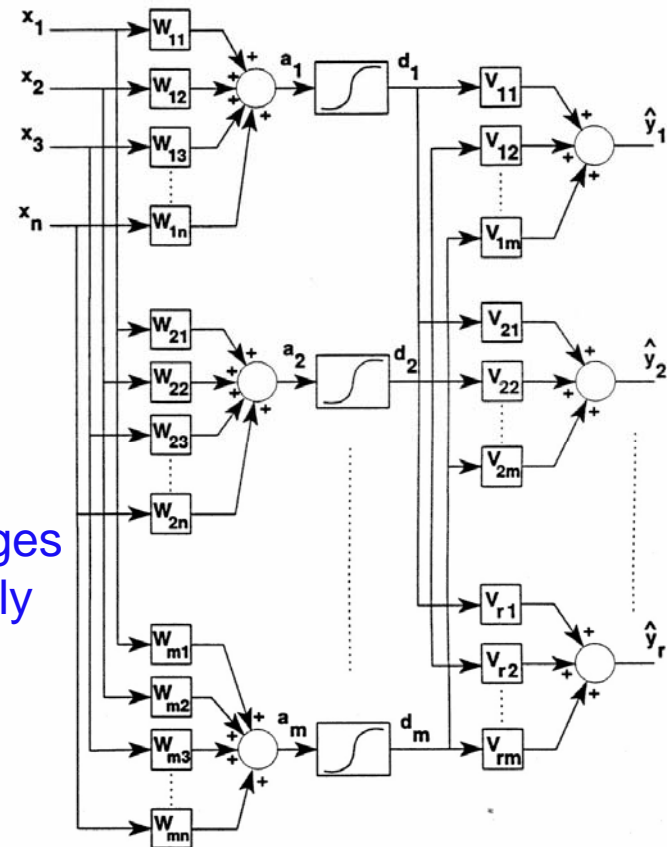 x1 W11 + a1 d1 V11 +
x2 W12 + + V12 + ŷ1
x3 W13 + + +
xn W1n V1m
W21 + V21 +
W22 + a2 d2 V22 + ŷ2
W23 + + +
W2n V2m
ges
ly
Vr1 +
Wm1 + Vr2 + ŷr
Wm2 + am dm +
Wm3 + + Vrm
Wmn